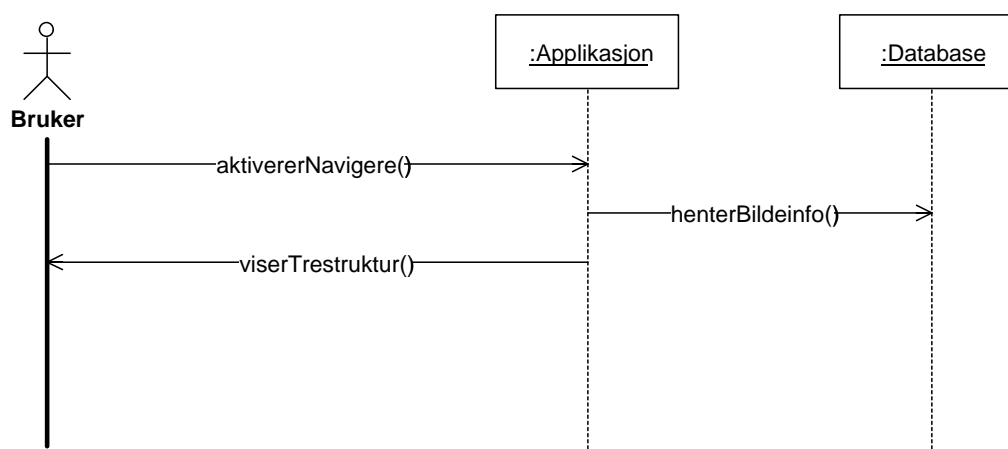 :Applikasjon
:Database
Bruker
aktivererNavigere()
henterBildeinfo()
viserTrestruktur()